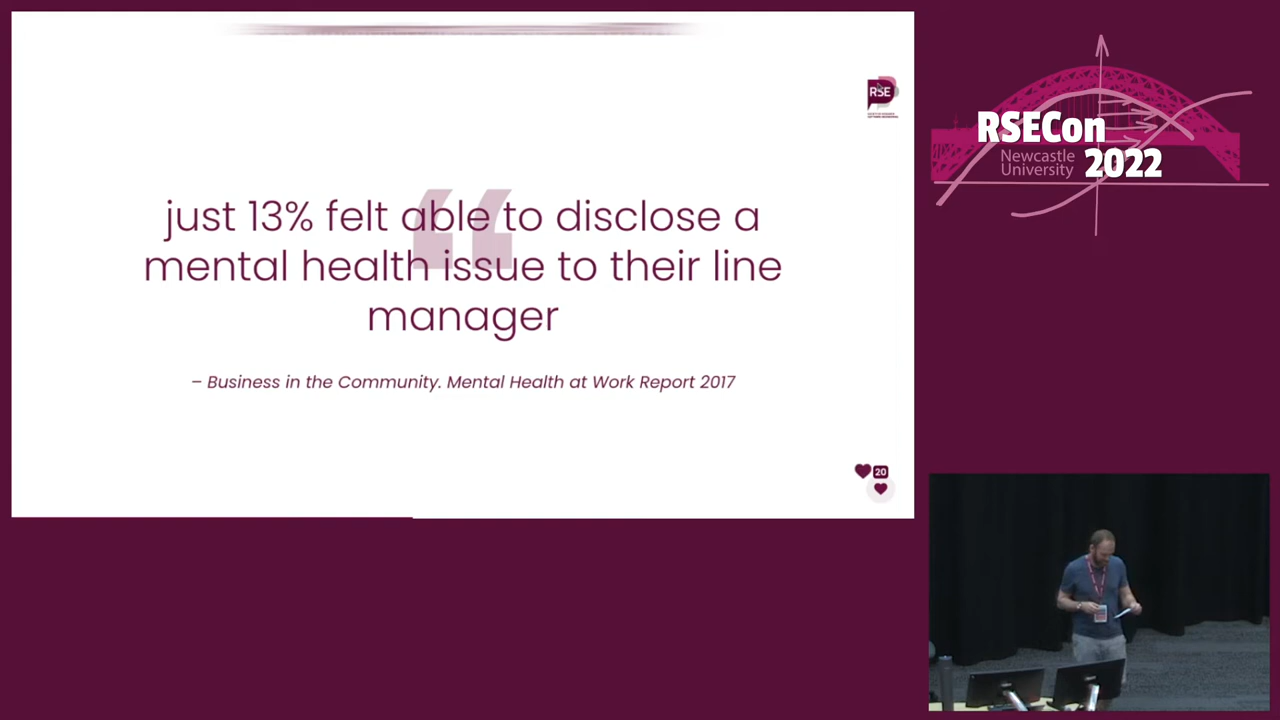 RSE
just 13% felt able to disclose a
mental health issue to their line
manager
– Business in the Community. Mental Health at Work Report 2017
20
RSECon
Newcastle
University
2022